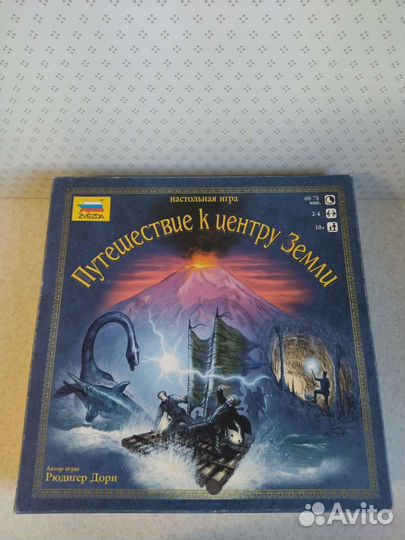 настольная игра
ZVEZDA
60-75
мин.
2-4
10+
Путешествие к центру Земли
Автор игры
Рюдигер Дорн
Avito